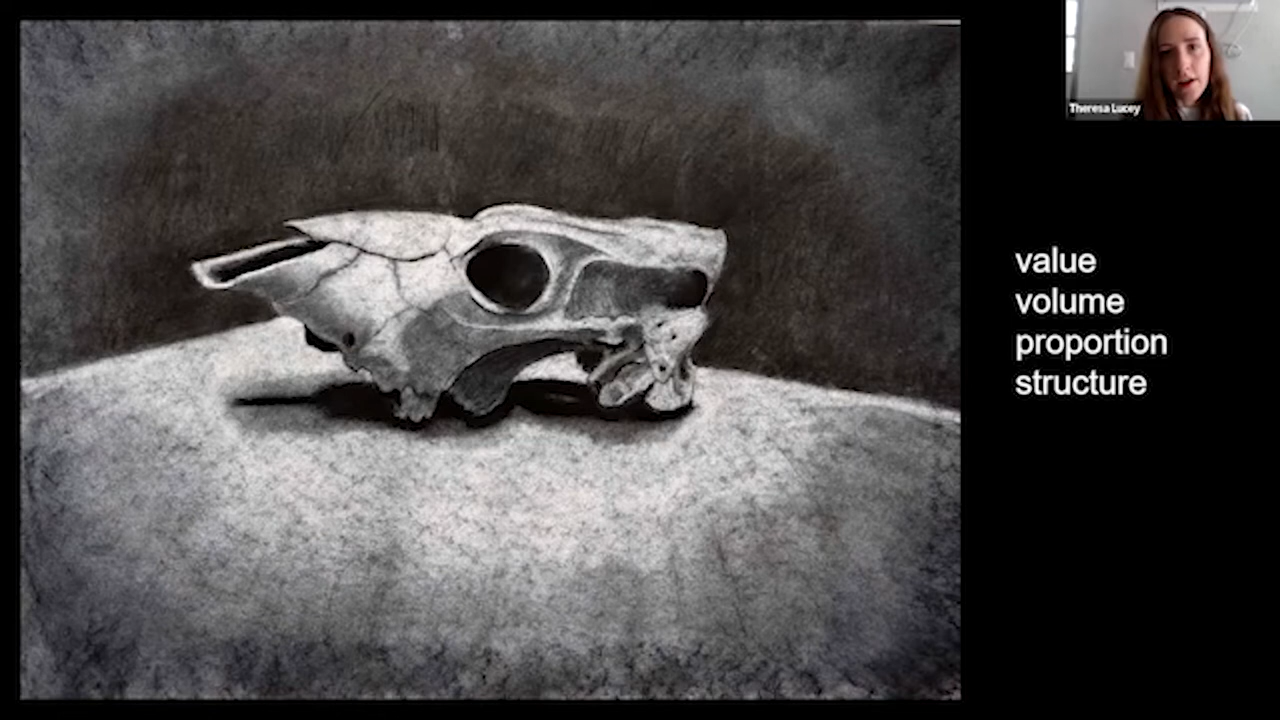 Theresa Lucey
value
volume
proportion
structure